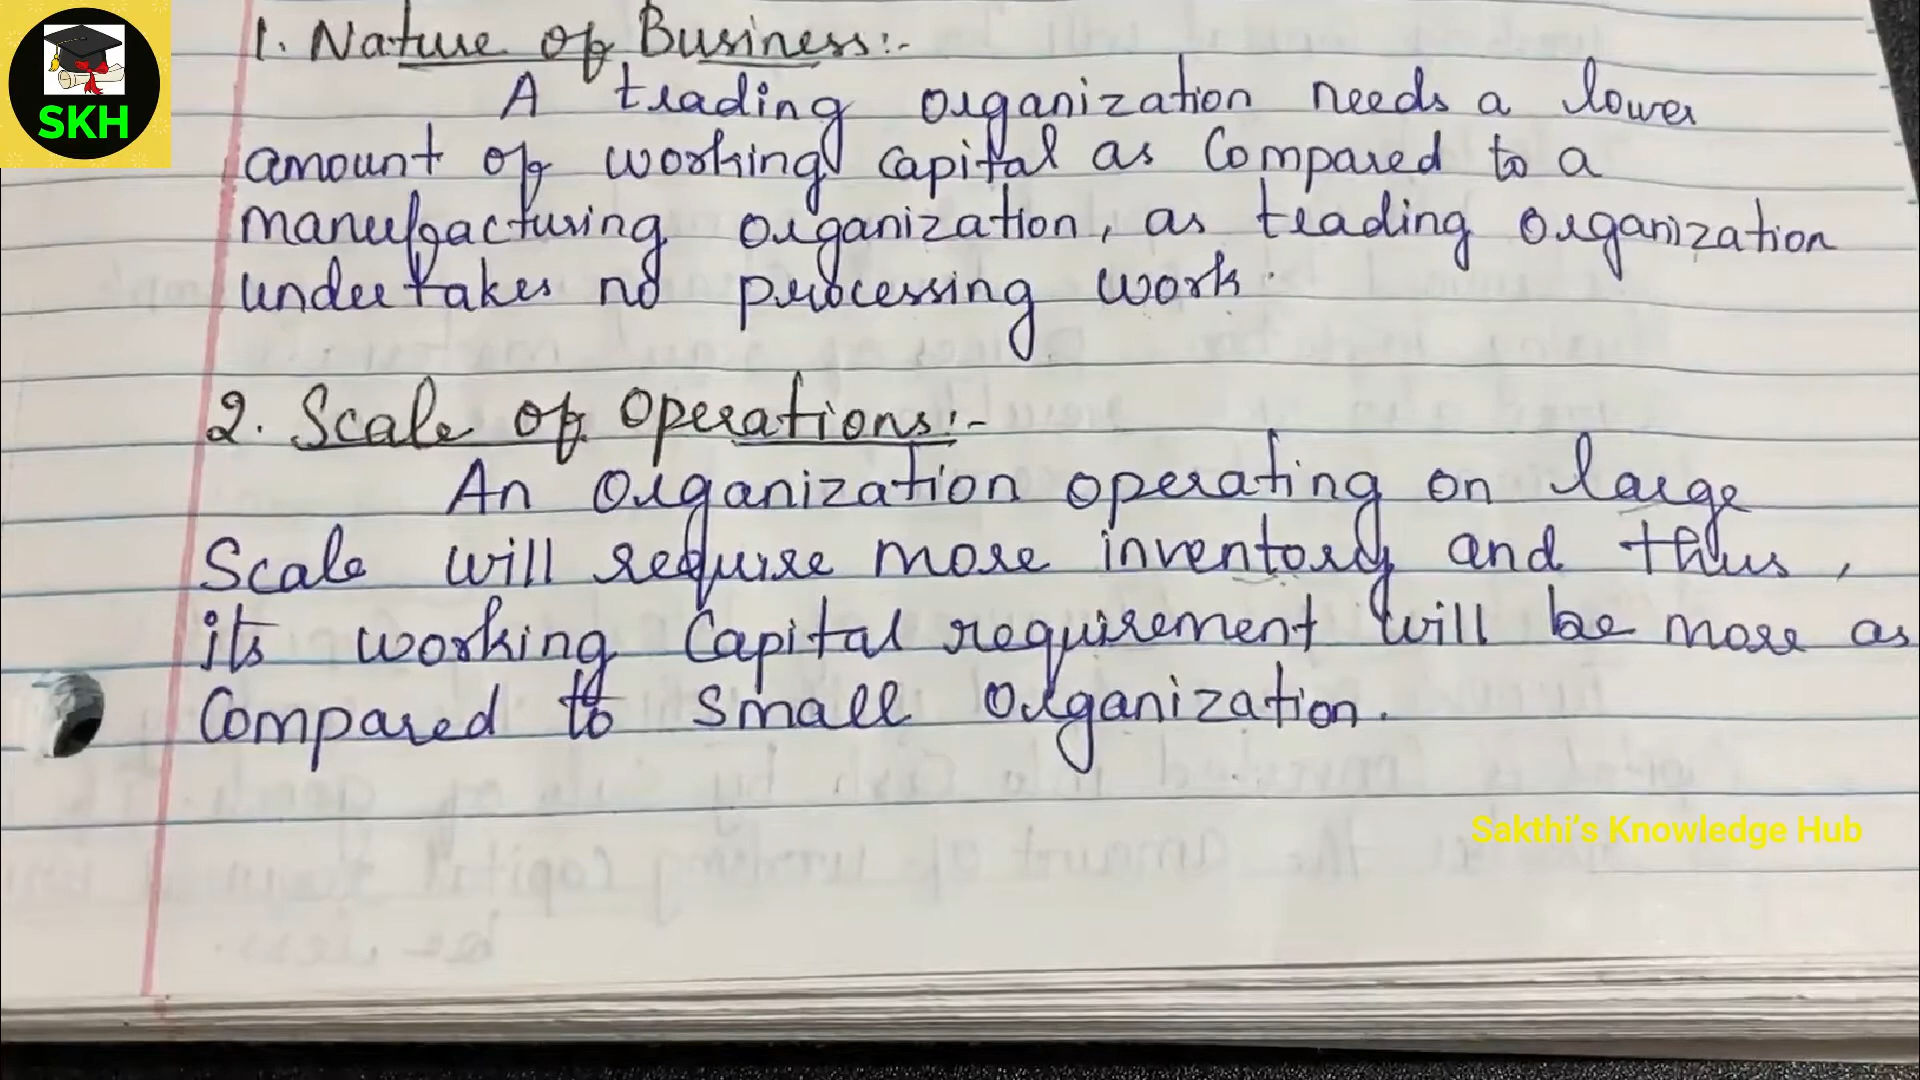 SKH
1. Nature of Business:-
A trading organization needs a lower
amount of working capital as Compared to a
manufacturing organization, as trading organization
undertakes no processing work.
2. Scale of Operations:-
An Organization operating on large
Scale will require more inventory and thus,
its working Capital requirement will be more as
Compared to small organization.
Sakthi's Knowledge Hub